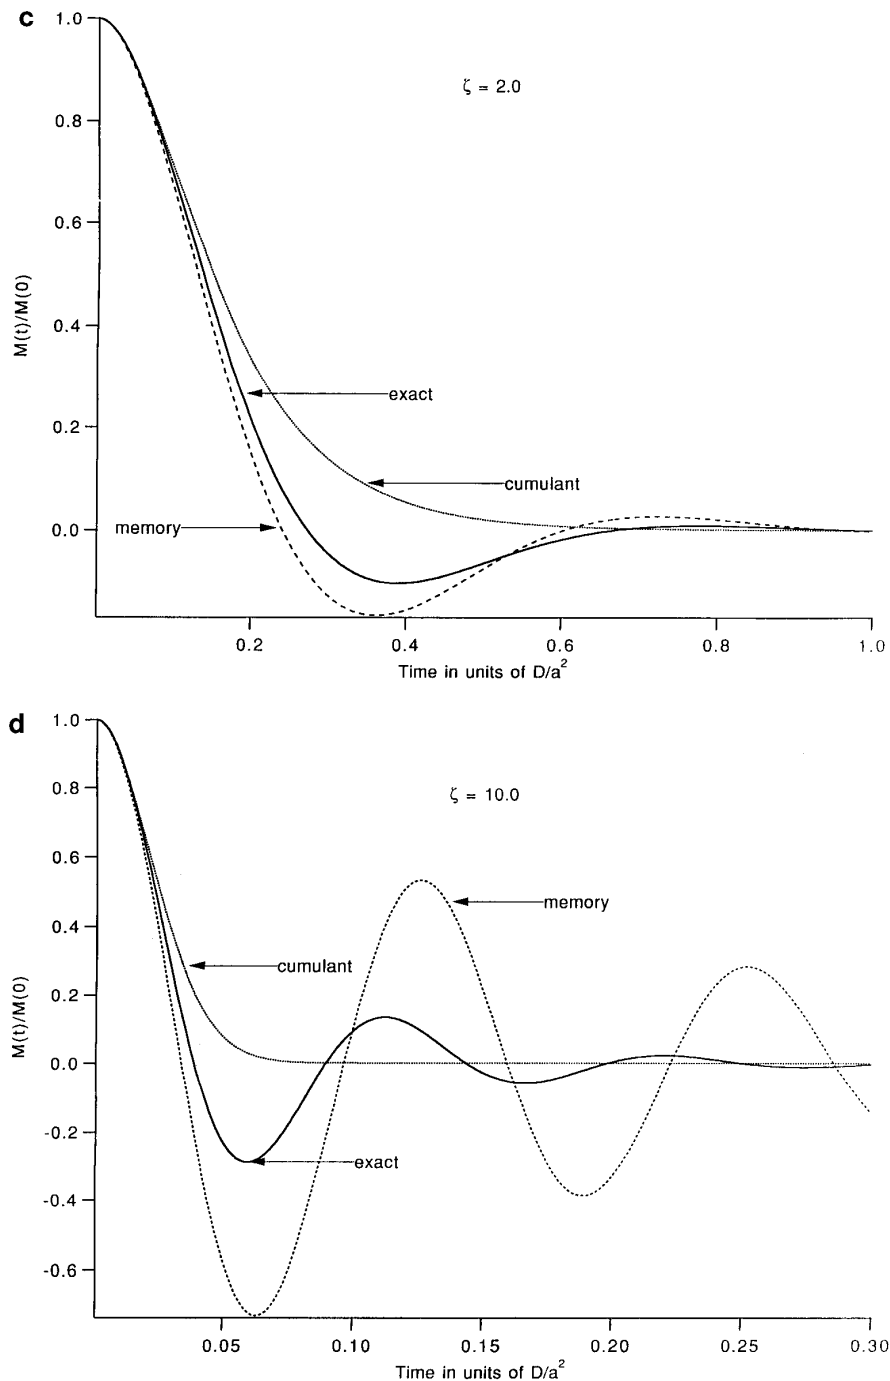 c
1.0
ζ = 2.0
0.8
0.6
M(t)/M(0)
0.4
exact
0.2
cumulant
memory
0.0
0.2 0.4 0.6 0.8 1.0
Time in units of D/a²
d
1.0
ζ = 10.0
0.8
0.6
memory
0.4
cumulant
0.2
M(t)/M(0)
0.0
-0.2
exact
-0.4
-0.6
0.05 0.10 0.15 0.20 0.25 0.30
Time in units of D/a²